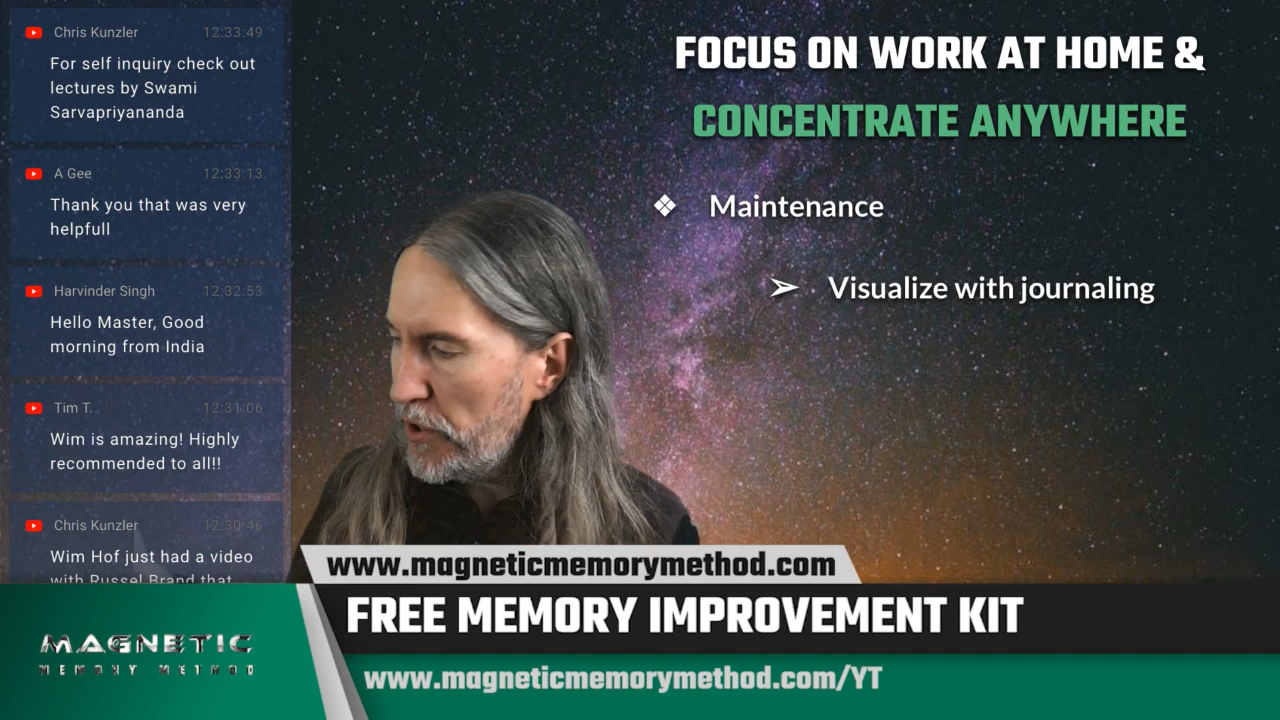 Chris Kunzler 12:33:49
For self inquiry check out
lectures by Swami
Sarvapriyananda
A Gee 12:33:13
Thank you that was very
helpfull
Harvinder Singh 12:32:53
Hello Master, Good
morning from India
Tim T. 12:31:06
Wim is amazing! Highly
recommended to all!!
Chris Kunzler 12:30:46
Wim Hof just had a video
with Russel Brand that
FOCUS ON WORK AT HOME &
CONCENTRATE ANYWHERE
❖ Maintenance
➢ Visualize with journaling
www.magneticmemorymethod.com
FREE MEMORY IMPROVEMENT KIT
www.magneticmemorymethod.com/YT
MAGNETIC
MEMORY METHOD